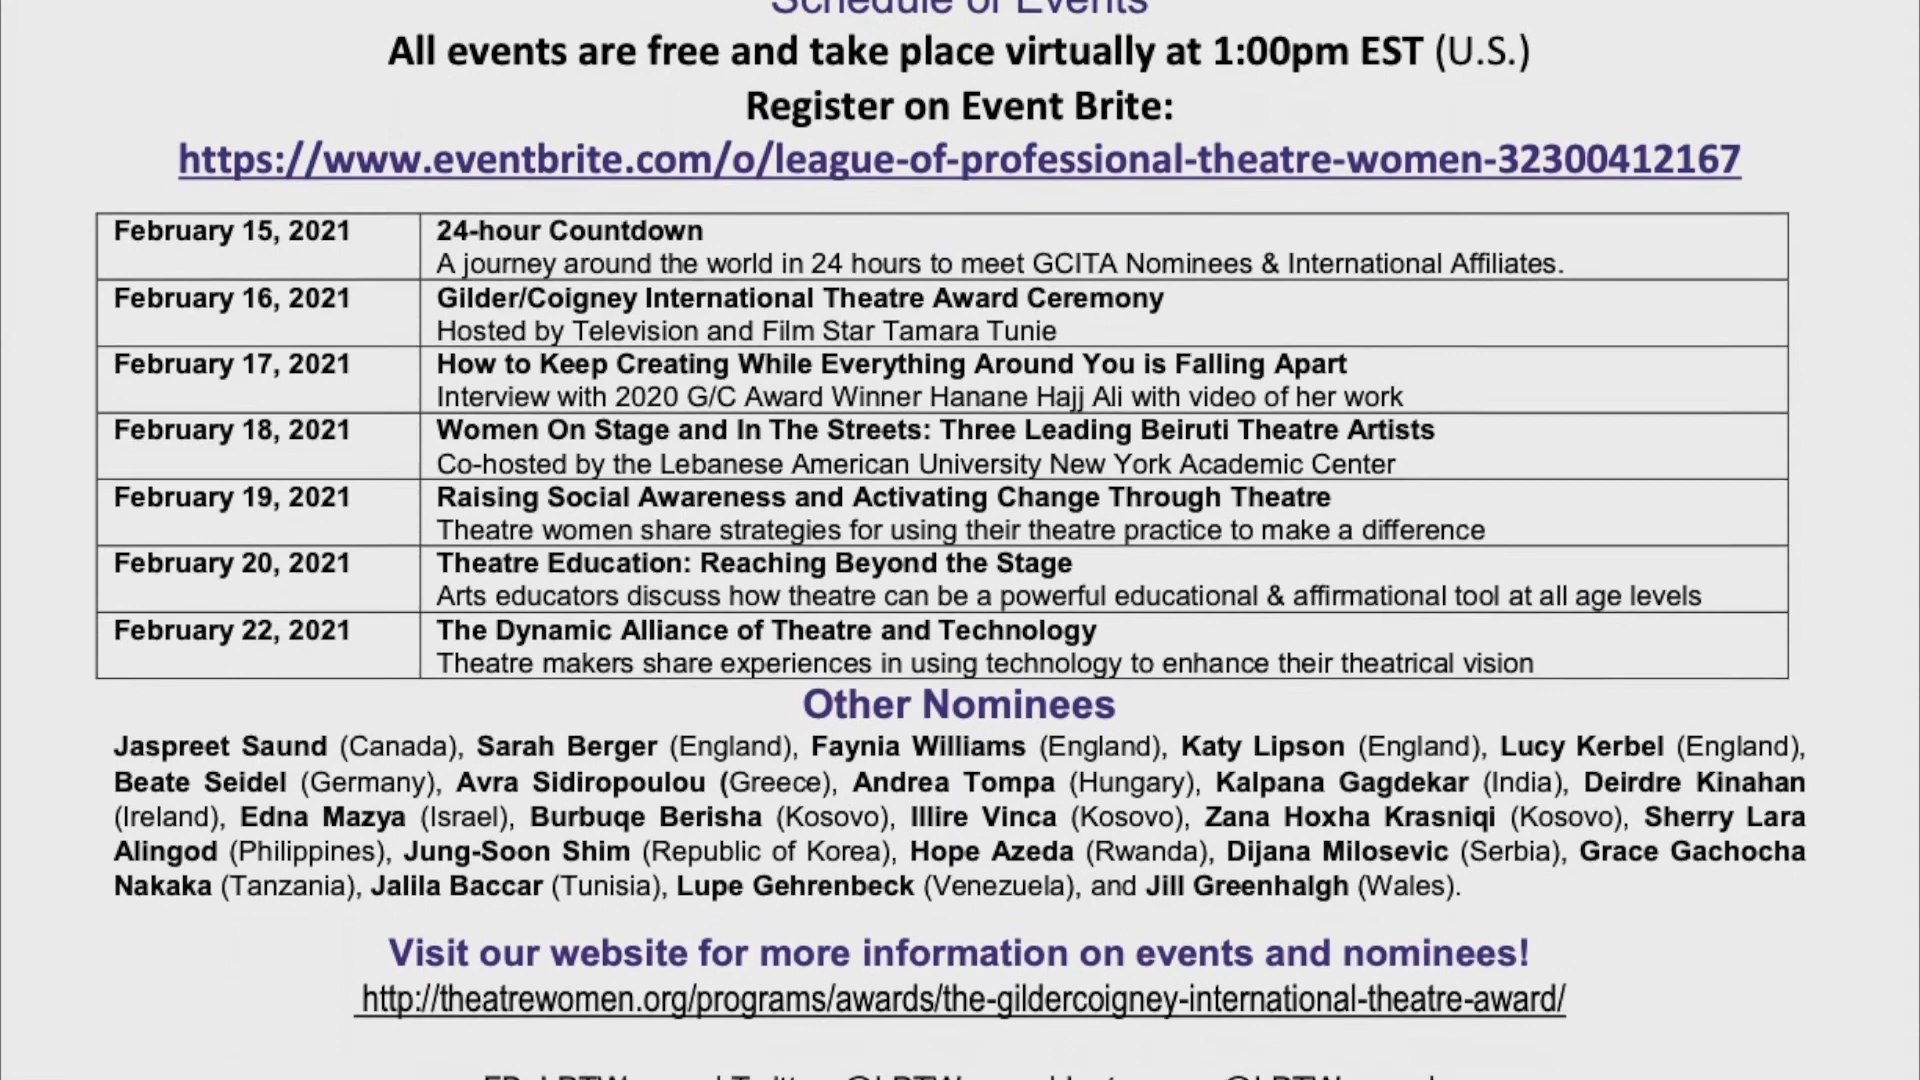 Schedule of Events
All events are free and take place virtually at 1:00pm EST (U.S.)
Register on Event Brite:
https://www.eventbrite.com/o/league-of-professional-theatre-women-32300412167
February 15, 2021
24-hour Countdown
A journey around the world in 24 hours to meet GCITA Nominees & International Affiliates.
February 16, 2021
Gilder/Coigney International Theatre Award Ceremony
Hosted by Television and Film Star Tamara Tunie
February 17, 2021
How to Keep Creating While Everything Around You is Falling Apart
Interview with 2020 G/C Award Winner Hanane Hajj Ali with video of her work
February 18, 2021
Women On Stage and In The Streets: Three Leading Beiruti Theatre Artists
Co-hosted by the Lebanese American University New York Academic Center
February 19, 2021
Raising Social Awareness and Activating Change Through Theatre
Theatre women share strategies for using their theatre practice to make a difference
February 20, 2021
Theatre Education: Reaching Beyond the Stage
Arts educators discuss how theatre can be a powerful educational & affirmational tool at all age levels
February 22, 2021
The Dynamic Alliance of Theatre and Technology
Theatre makers share experiences in using technology to enhance their theatrical vision
Other Nominees
Jaspreet Saund (Canada), Sarah Berger (England), Faynia Williams (England), Katy Lipson (England), Lucy Kerbel (England),
Beate Seidel (Germany), Avra Sidiropoulou (Greece), Andrea Tompa (Hungary), Kalpana Gagdekar (India), Deirdre Kinahan
(Ireland), Edna Mazya (Israel), Burbuqe Berisha (Kosovo), Illire Vinca (Kosovo), Zana Hoxha Krasniqi (Kosovo), Sherry Lara
Alingod (Philippines), Jung-Soon Shim (Republic of Korea), Hope Azeda (Rwanda), Dijana Milosevic (Serbia), Grace Gachocha
Nakaka (Tanzania), Jalila Baccar (Tunisia), Lupe Gehrenbeck (Venezuela), and Jill Greenhalgh (Wales).
Visit our website for more information on events and nominees!
http://theatrewomen.org/programs/awards/the-gildercoigney-international-theatre-award/